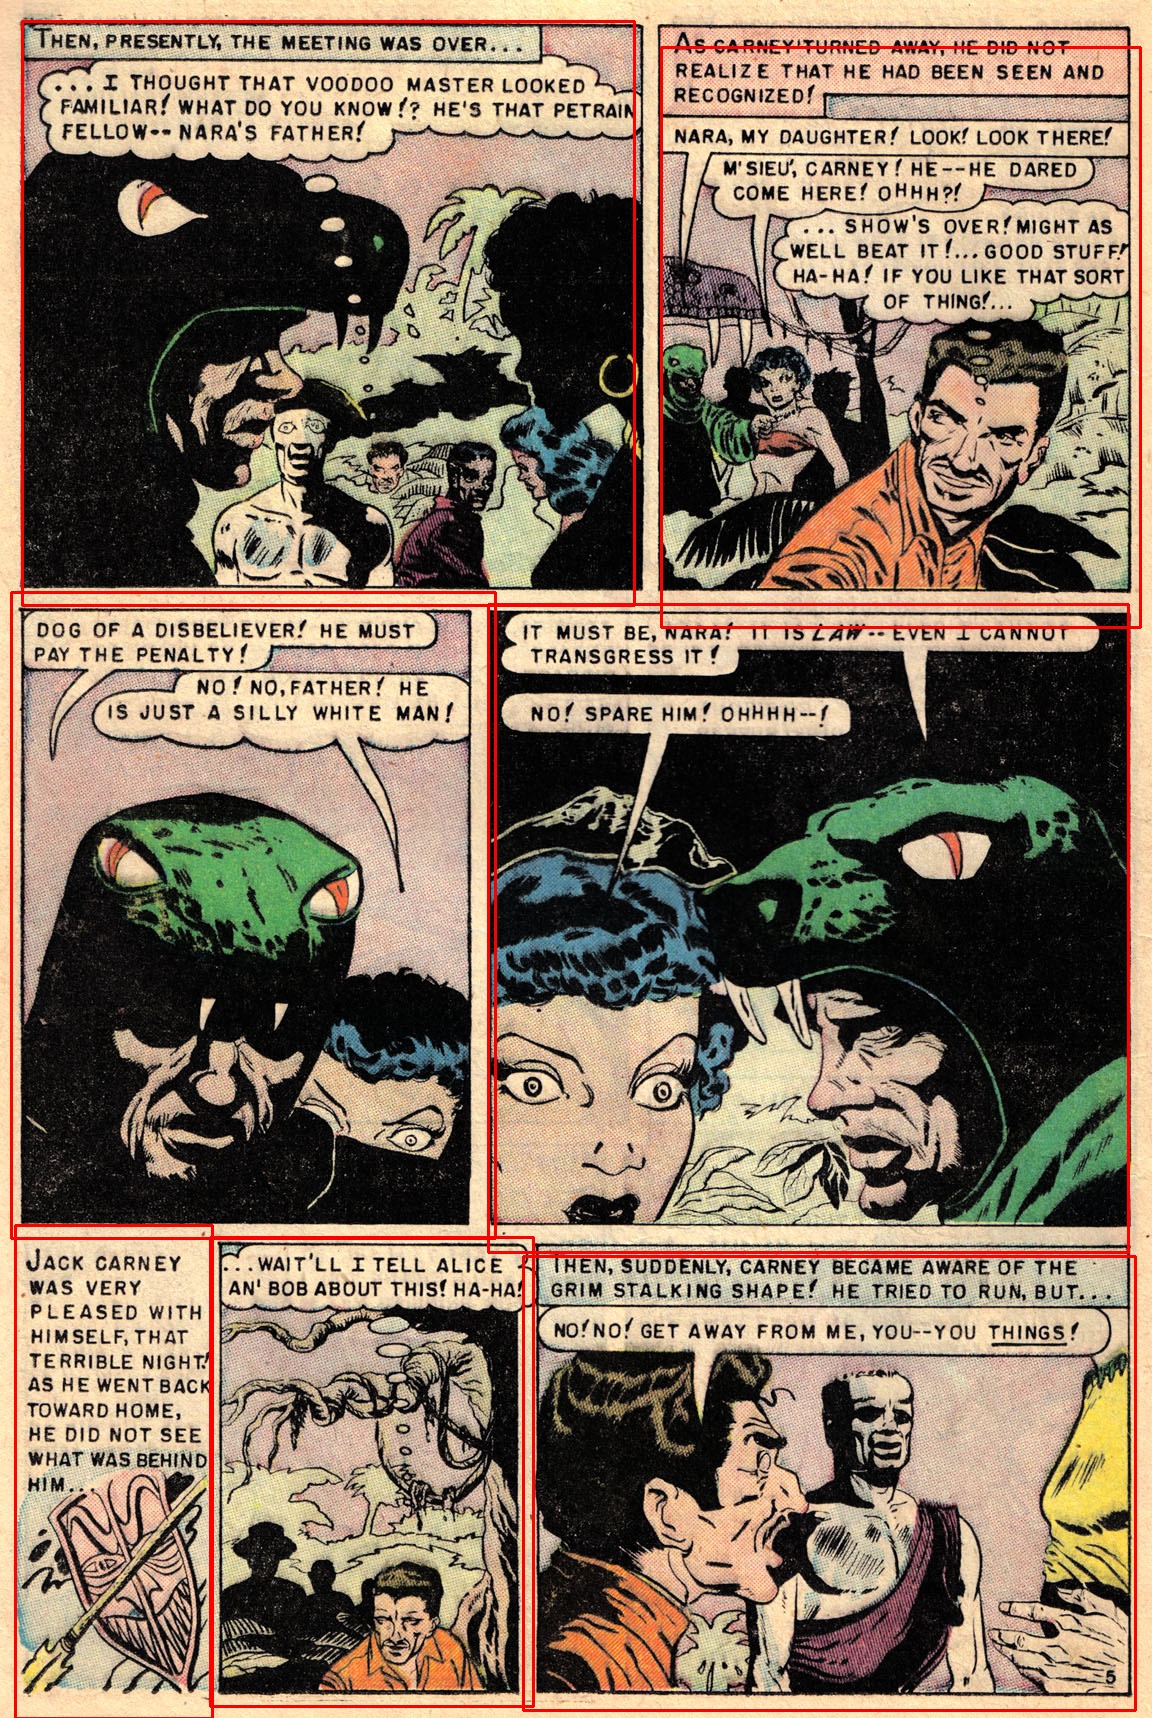 THEN, PRESENTLY, THE MEETING WAS OVER...
...I THOUGHT THAT VOODOO MASTER LOOKED
FAMILIAR! WHAT DO YOU KNOW!? HE'S THAT PETRAIN
FELLOW-- NARA'S FATHER!
AS CARNEY TURNED AWAY, HE DID NOT
REALIZE THAT HE HAD BEEN SEEN AND
RECOGNIZED!
NARA, MY DAUGHTER! LOOK! LOOK THERE!
M'SIEU', CARNEY! HE--HE DARED
COME HERE! OHHH?!
...SHOW'S OVER! MIGHT AS
WELL BEAT IT!...GOOD STUFF!
HA-HA! IF YOU LIKE THAT SORT
OF THING!...
DOG OF A DISBELIEVER! HE MUST
PAY THE PENALTY!
NO! NO, FATHER! HE
IS JUST A SILLY WHITE MAN!
IT MUST BE, NARA! IT IS LAW-- EVEN I CANNOT
TRANSGRESS IT!
NO! SPARE HIM! OHHHH--!
JACK CARNEY
WAS VERY
PLEASED WITH
HIMSELF, THAT
TERRIBLE NIGHT!
AS HE WENT BACK
TOWARD HOME,
HE DID NOT SEE
WHAT WAS BEHIND
HIM...
...WAIT'LL I TELL ALICE
AN' BOB ABOUT THIS! HA-HA!
THEN, SUDDENLY, CARNEY BECAME AWARE OF THE
GRIM STALKING SHAPE! HE TRIED TO RUN, BUT...
NO! NO! GET AWAY FROM ME, YOU--YOU THINGS!
5